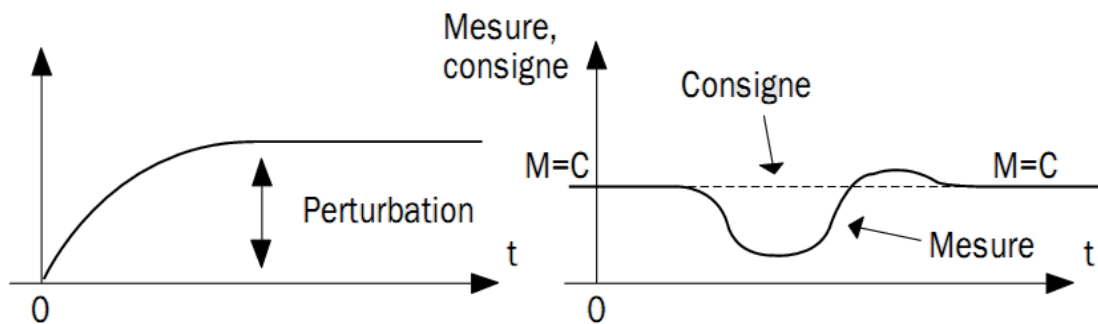 Perturbation
t
0
Mesure,
consigne
Consigne
M=C
M=C
Mesure
t
0